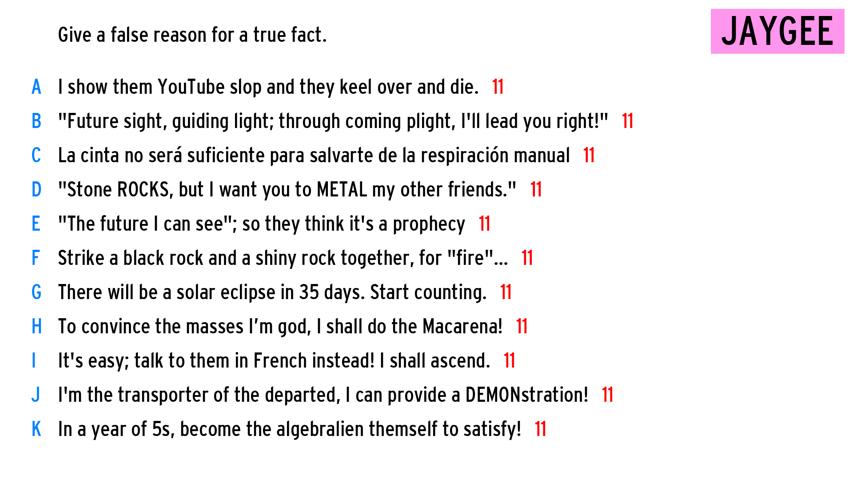 Give a false reason for a true fact.
JAYGEE
A I show them YouTube slop and they keel over and die. 11
B "Future sight, guiding light; through coming plight, I'll lead you right!" 11
C La cinta no será suficiente para salvarte de la respiración manual 11
D "Stone ROCKS, but I want you to METAL my other friends." 11
E "The future I can see"; so they think it's a prophecy 11
F Strike a black rock and a shiny rock together, for "fire"... 11
G There will be a solar eclipse in 35 days. Start counting. 11
H To convince the masses I’m god, I shall do the Macarena! 11
I It's easy; talk to them in French instead! I shall ascend. 11
J I'm the transporter of the departed, I can provide a DEMONstration! 11
K In a year of 5s, become the algebralien themself to satisfy! 11